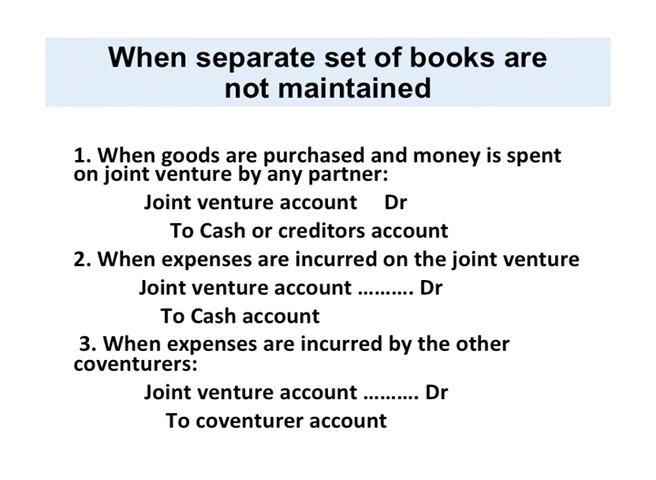 When separate set of books are
not maintained
1. When goods are purchased and money is spent
on joint venture by any partner:
Joint venture account Dr
To Cash or creditors account
2. When expenses are incurred on the joint venture
Joint venture account ………. Dr
To Cash account
3. When expenses are incurred by the other
coventurers:
Joint venture account ………. Dr
To coventurer account